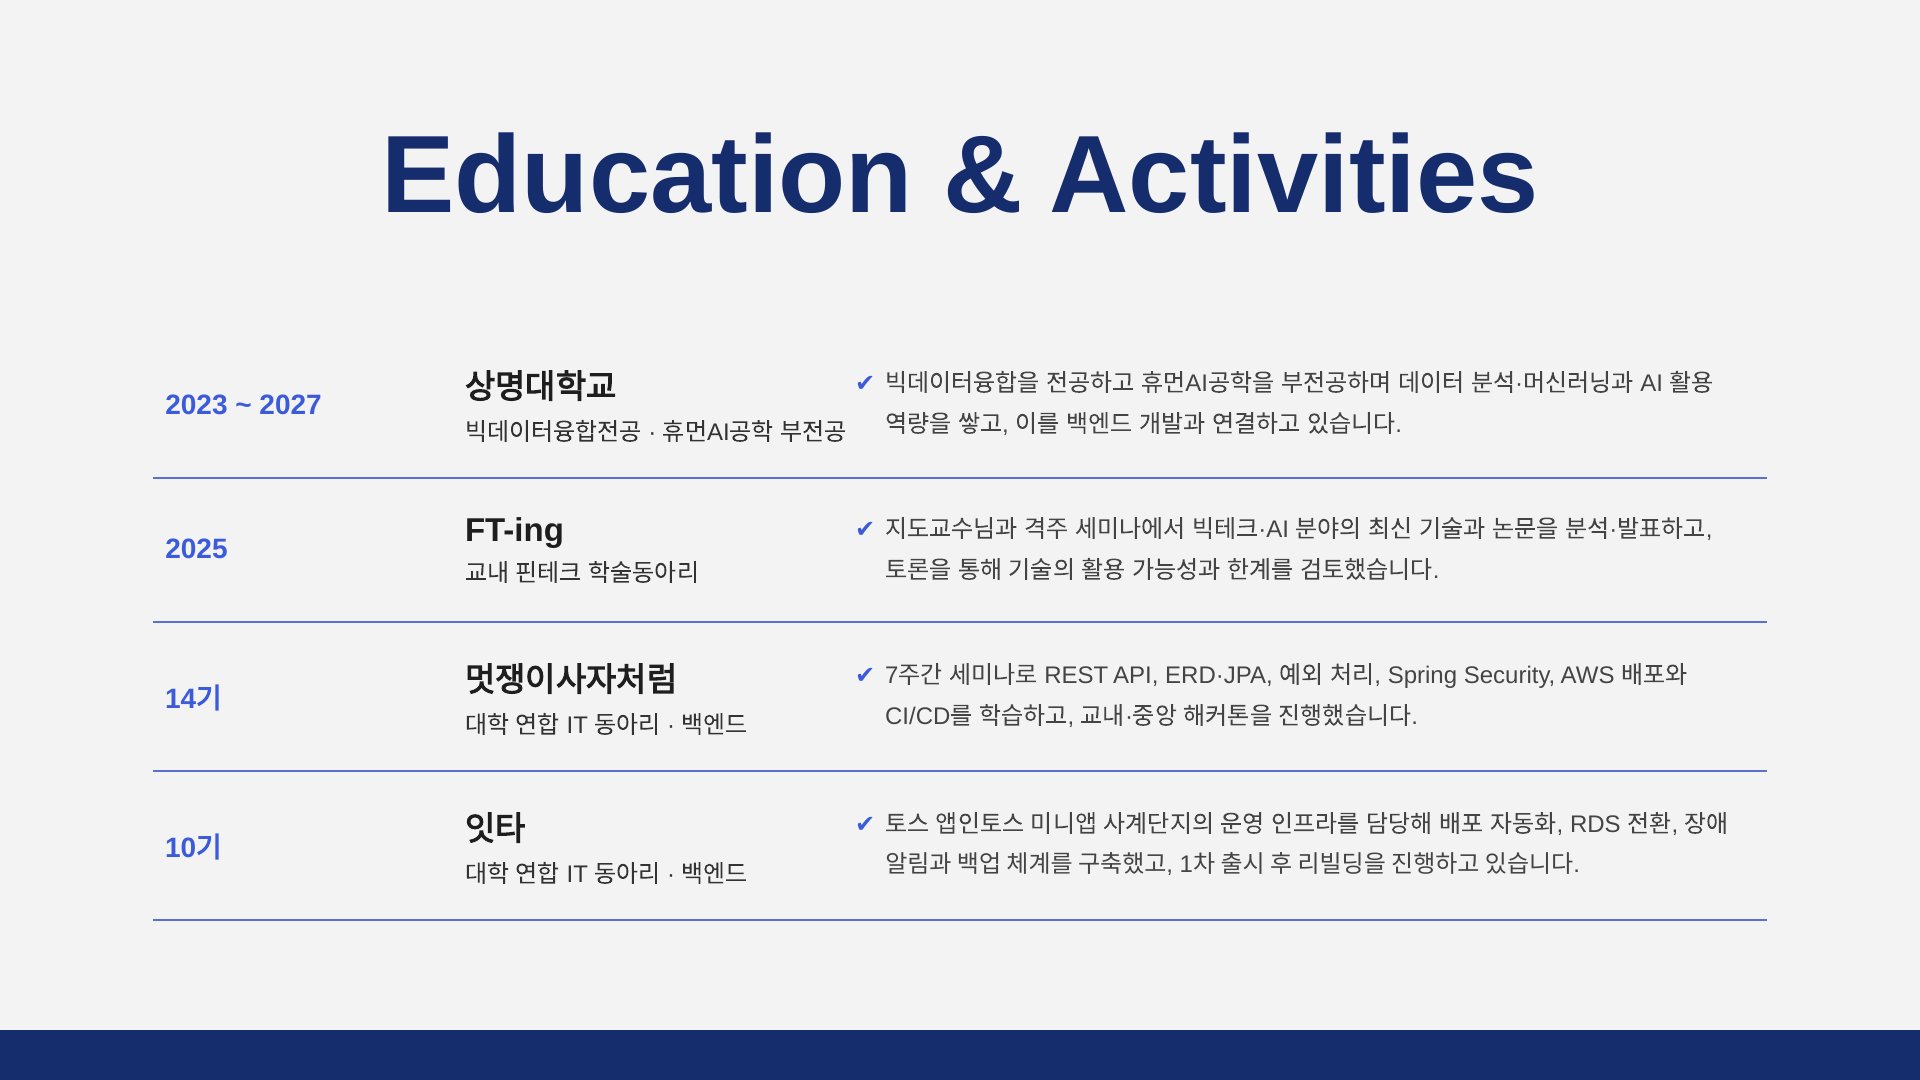 Education & Activities
2023 ~ 2027
상명대학교
빅데이터융합전공 · 휴먼AI공학 부전공
✔ 빅데이터융합을 전공하고 휴먼AI공학을 부전공하며 데이터 분석·머신러닝과 AI 활용
역량을 쌓고, 이를 백엔드 개발과 연결하고 있습니다.
2025
FT-ing
교내 핀테크 학술동아리
✔ 지도교수님과 격주 세미나에서 빅테크·AI 분야의 최신 기술과 논문을 분석·발표하고,
토론을 통해 기술의 활용 가능성과 한계를 검토했습니다.
14기
멋쟁이사자처럼
대학 연합 IT 동아리 · 백엔드
✔ 7주간 세미나로 REST API, ERD·JPA, 예외 처리, Spring Security, AWS 배포와
CI/CD를 학습하고, 교내·중앙 해커톤을 진행했습니다.
10기
잇타
대학 연합 IT 동아리 · 백엔드
✔ 토스 앱인토스 미니앱 사계단지의 운영 인프라를 담당해 배포 자동화, RDS 전환, 장애
알림과 백업 체계를 구축했고, 1차 출시 후 리빌딩을 진행하고 있습니다.